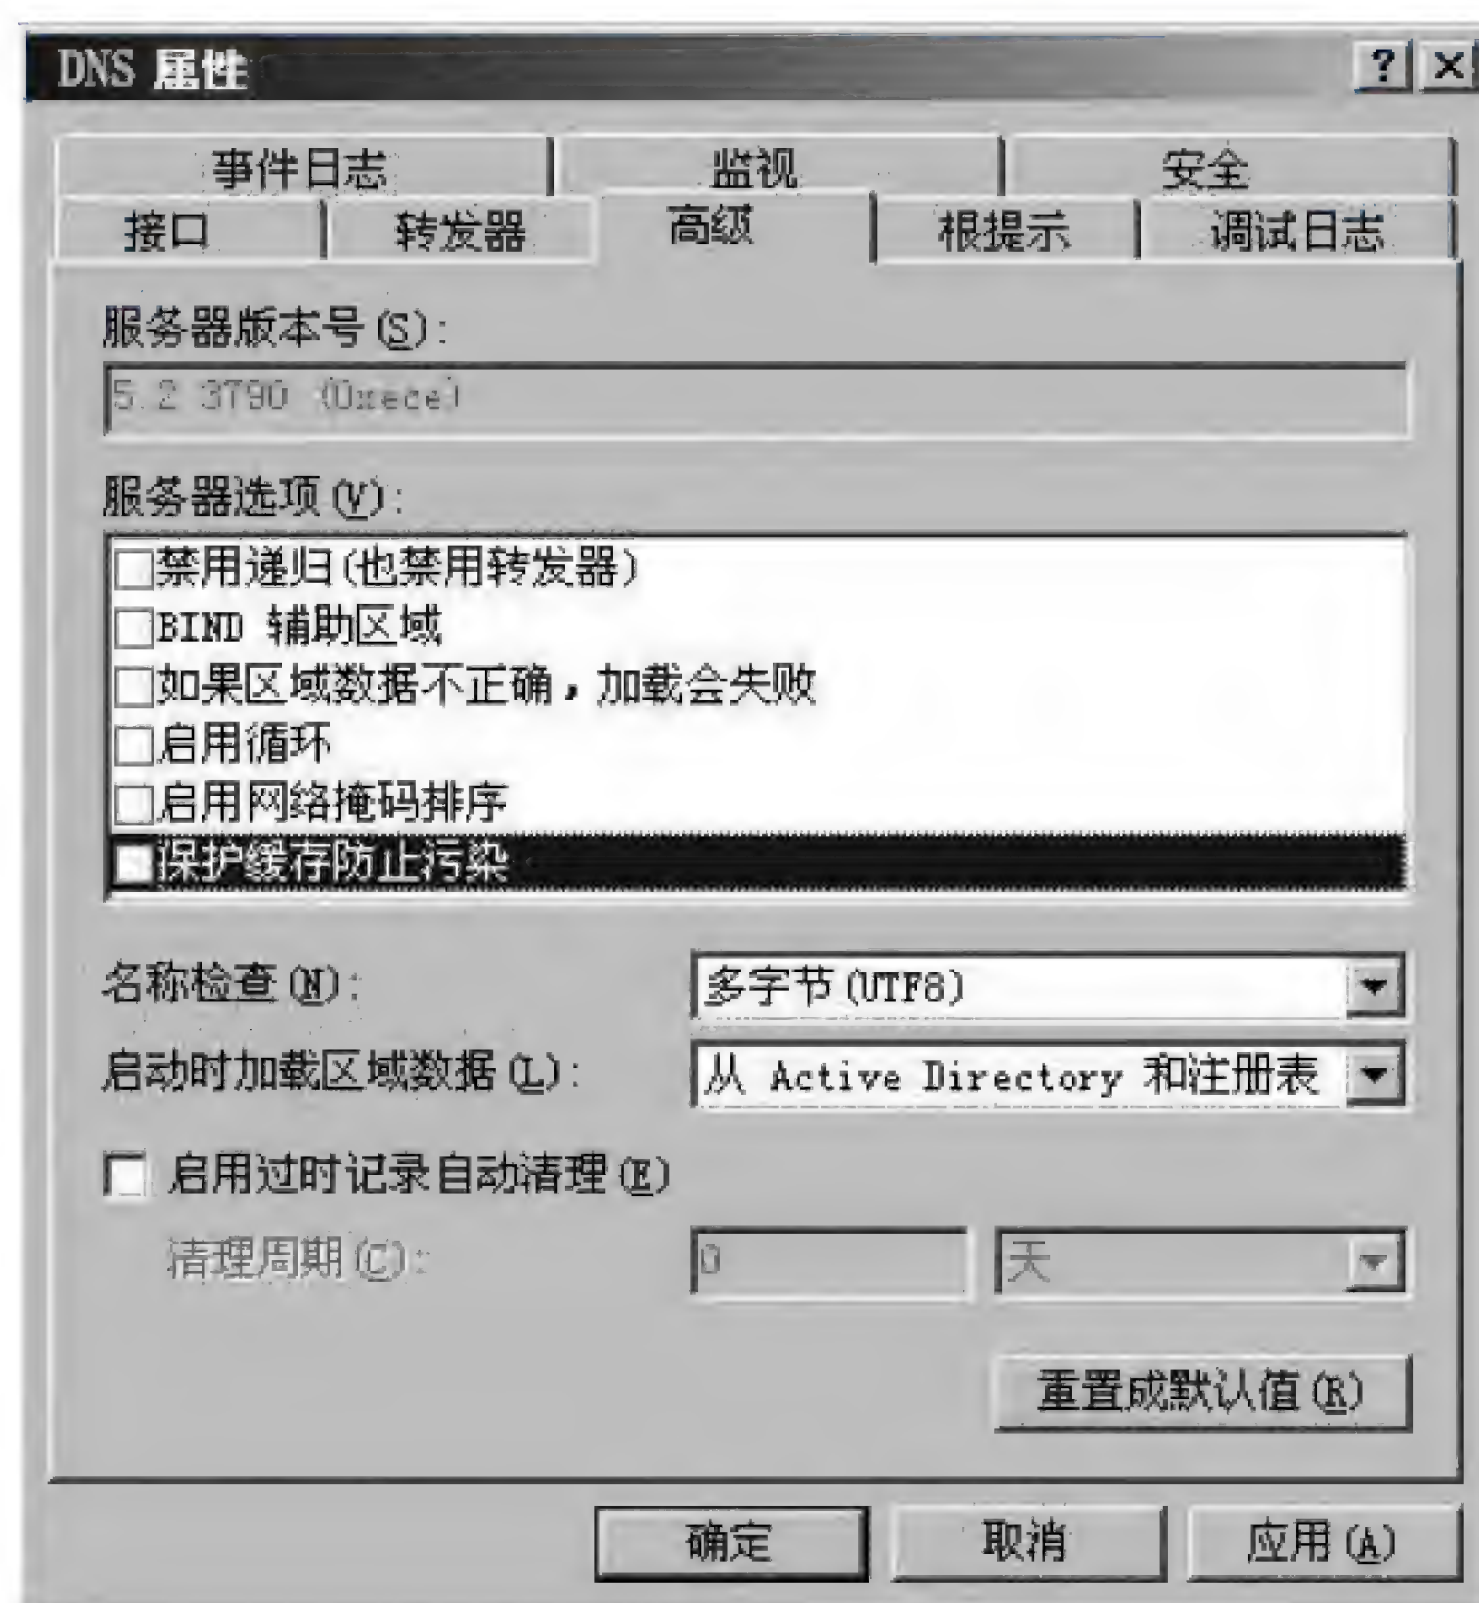 DNS 属性
事件日志 监视 安全
接口 转发器 高级 根提示 调试日志
服务器版本号(S):
5.2 3790 (0xece)
服务器选项(V):
禁用递归(也禁用转发器)
BIND 辅助区域
如果区域数据不正确，加载会失败
启用循环
启用网络掩码排序
保护缓存防止污染
名称检查(N): 多字节(UTF8)
启动时加载区域数据(L): 从 Active Directory 和注册表
启用过时记录自动清理(E)
清理周期(C): 0 天
重置成默认值(R)
确定 取消 应用(A)